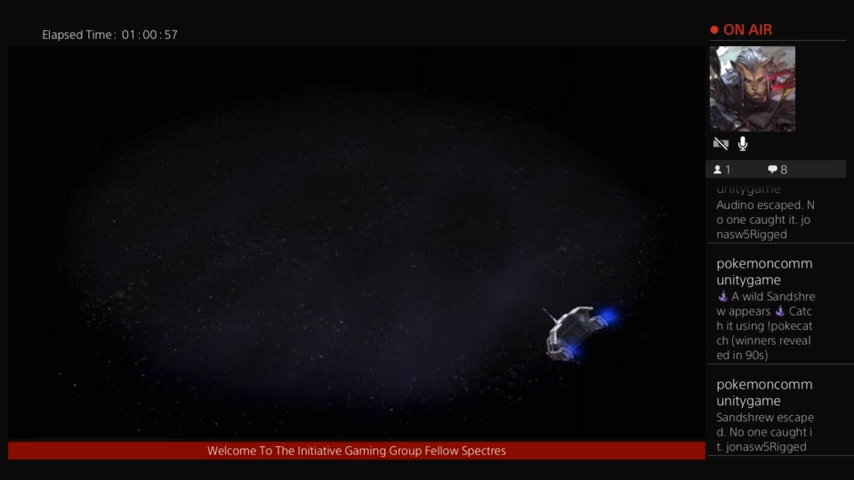 Elapsed Time: 01:00:57
ON AIR
1
8
unitygame
Audino escaped. N
o one caught it. jo
nasw5Rigged
pokemoncomm
unitygame
A wild Sandshre
w appears Catc
h it using !pokecat
ch (winners reveal
ed in 90s)
pokemoncomm
unitygame
Sandshrew escape
d. No one caught i
t. jonasw5Rigged
Welcome To The Initiative Gaming Group Fellow Spectres